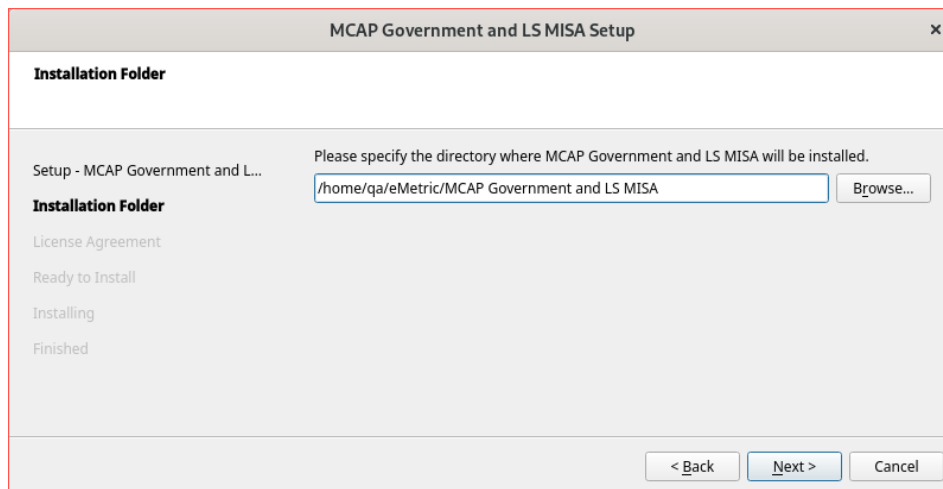 MCAP Government and LS MISA Setup
×
Installation Folder
Setup - MCAP Government and L...
Installation Folder
License Agreement
Ready to Install
Installing
Finished
Please specify the directory where MCAP Government and LS MISA will be installed.
/home/qa/eMetric/MCAP Government and LS MISA
Browse...
< Back
Next >
Cancel